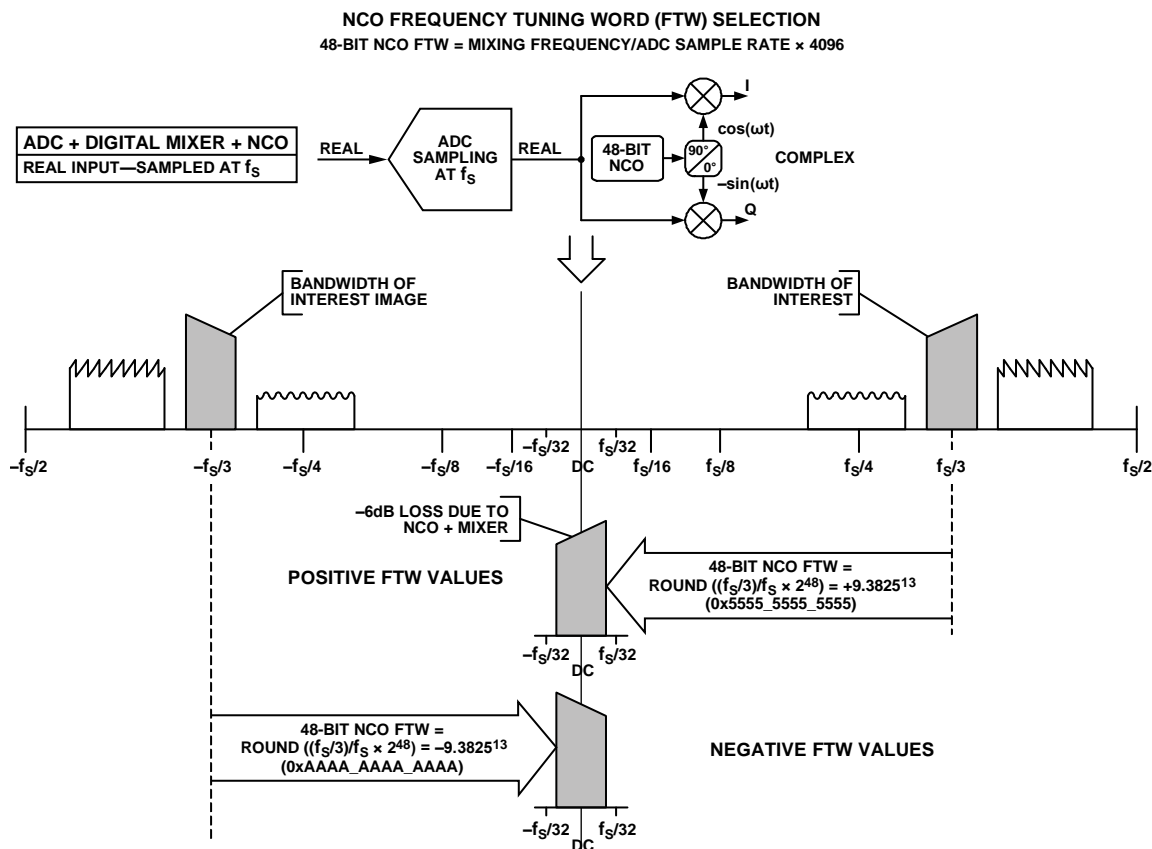 NCO FREQUENCY TUNING WORD (FTW) SELECTION
48-BIT NCO FTW = MIXING FREQUENCY/ADC SAMPLE RATE × 4096
ADC + DIGITAL MIXER + NCO
REAL INPUT—SAMPLED AT fS
REAL
ADC
SAMPLING
AT fS
REAL
48-BIT
NCO
90°
0°
cos(ωt)
–sin(ωt)
I
Q
COMPLEX
BANDWIDTH OF
INTEREST IMAGE
BANDWIDTH OF
INTEREST
–fS/2
–fS/3
–fS/4
–fS/8
–fS/16
–fS/32
DC
fS/32
fS/16
fS/8
fS/4
fS/3
fS/2
–6dB LOSS DUE TO
NCO + MIXER
POSITIVE FTW VALUES
48-BIT NCO FTW =
ROUND ((fS/3)/fS × 2^48) = +9.3825^13
(0x5555_5555_5555)
–fS/32
DC
fS/32
48-BIT NCO FTW =
ROUND ((fS/3)/fS × 2^48) = –9.3825^13
(0xAAAA_AAAA_AAAA)
NEGATIVE FTW VALUES
–fS/32
DC
fS/32